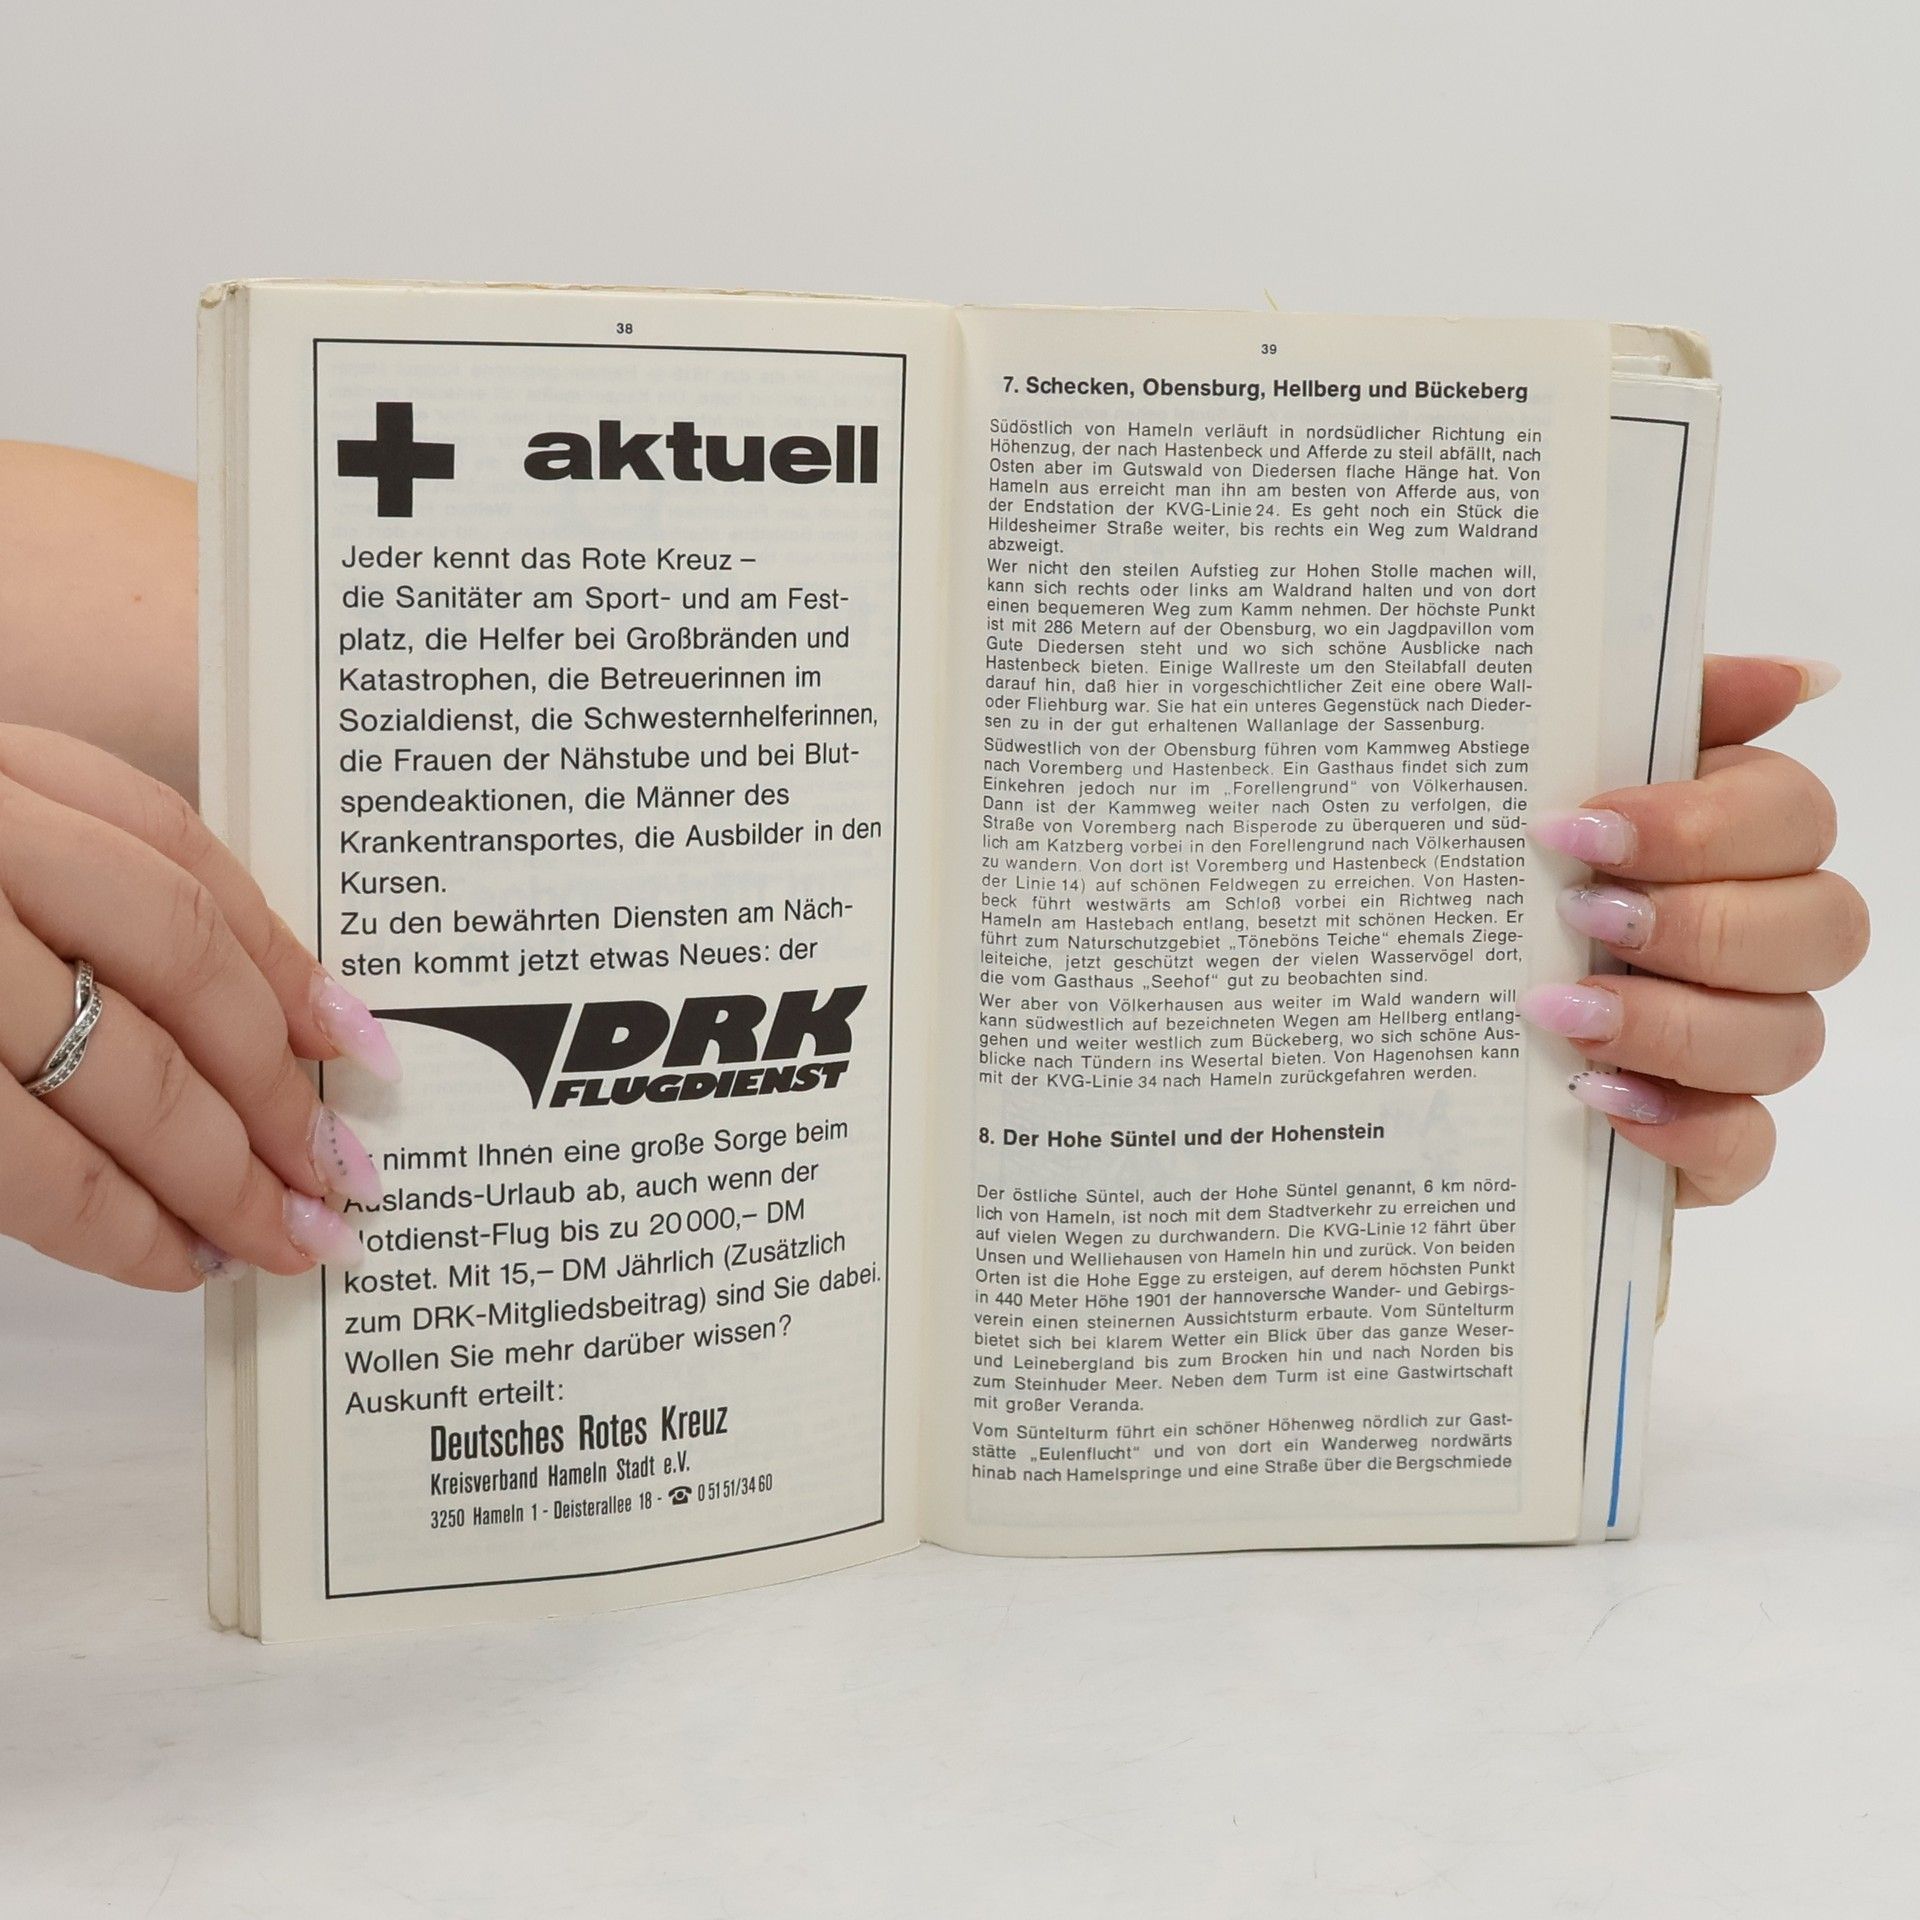 38
aktuell
Jeder kennt das Rote Kreuz –
die Sanitäter am Sport- und am Fest-
platz, die Helfer bei Großbränden und
Katastrophen, die Betreuerinnen im
Sozialdienst, die Schwesternhelferinnen,
die Frauen der Nähstube und bei Blut-
spendeaktionen, die Männer des
Krankentransportes, die Ausbilder in den
Kursen.
Zu den bewährten Diensten am Näch-
sten kommt jetzt etwas Neues: der
DRK
FLUGDIENST
nimmt Ihnen eine große Sorge beim
Auslands-Urlaub ab, auch wenn der
otdienst-Flug bis zu 20000,– DM
kostet. Mit 15,– DM Jährlich (Zusätzlich
zum DRK-Mitgliedsbeitrag) sind Sie dabei.
Wollen Sie mehr darüber wissen?
Auskunft erteilt:
Deutsches Rotes Kreuz
Kreisverband Hameln Stadt e.V.
3250 Hameln 1 - Deisterallee 18 - ☎ 05151/3460
39
7. Schecken, Obensburg, Hellberg und Bückeberg
Südöstlich von Hameln verläuft in nordsüdlicher Richtung ein
Höhenzug, der nach Hastenbeck und Afferde zu steil abfällt, nach
Osten aber im Gutswald von Diedersen flache Hänge hat. Von
Hameln aus erreicht man ihn am besten von Afferde aus, von
der Endstation der KVG-Linie 24. Es geht noch ein Stück die
Hildesheimer Straße weiter, bis rechts ein Weg zum Waldrand
abzweigt.
Wer nicht den steilen Aufstieg zur Hohen Stolle machen will,
kann sich rechts oder links am Waldrand halten und von dort
einen bequemeren Weg zum Kamm nehmen. Der höchste Punkt
ist mit 286 Metern auf der Obensburg, wo ein Jagdpavillon vom
Gute Diedersen steht und wo sich schöne Ausblicke nach
Hastenbeck bieten. Einige Wallreste um den Steilabfall deuten
darauf hin, daß hier in vorgeschichtlicher Zeit eine obere Wall-
oder Fliehburg war. Sie hat ein unteres Gegenstück nach Dieder-
sen zu in der gut erhaltenen Wallanlage der Sassenburg.
Südwestlich von der Obensburg führen vom Kammweg Abstiege
nach Voremberg und Hastenbeck. Ein Gasthaus findet sich zum
Einkehren jedoch nur im „Forellengrund“ von Völkerhausen.
Dann ist der Kammweg weiter nach Osten zu verfolgen, die
Straße von Voremberg nach Bisperode zu überqueren und süd-
lich am Katzberg vorbei in den Forellengrund nach Völkerhausen
zu wandern. Von dort ist Voremberg und Hastenbeck (Endstation
der Linie 14) auf schönen Feldwegen zu erreichen. Von Hasten-
beck führt westwärts am Schloß vorbei ein Richtweg nach
Hameln am Hastebach entlang, besetzt mit schönen Hecken. Er
führt zum Naturschutzgebiet „Töneböns Teiche“ ehemals Ziege-
leiteiche, jetzt geschützt wegen der vielen Wasservögel dort,
die vom Gasthaus „Seehof“ gut zu beobachten sind.
Wer aber von Völkerhausen aus weiter im Wald wandern will
kann südwestlich auf bezeichneten Wegen am Hellberg entlang-
gehen und weiter westlich zum Bückeberg, wo sich schöne Aus-
blicke nach Tündern ins Wesertal bieten. Von Hagenohsen kann
mit der KVG-Linie 34 nach Hameln zurückgefahren werden.
8. Der Hohe Süntel und der Hohenstein
Der östliche Süntel, auch der Hohe Süntel genannt, 6 km nörd-
lich von Hameln, ist noch mit dem Stadtverkehr zu erreichen und
auf vielen Wegen zu durchwandern. Die KVG-Linie 12 fährt über
Unsen und Welliehausen von Hameln hin und zurück. Von beiden
Orten ist die Hohe Egge zu ersteigen, auf derem höchsten Punkt
in 440 Meter Höhe 1901 der hannoversche Wander- und Gebirgs-
verein einen steinernen Aussichtsturm erbaute. Vom Süntelturm
bietet sich bei klarem Wetter ein Blick über das ganze Weser-
und Leinebergland bis zum Brocken hin und nach Norden bis
zum Steinhuder Meer. Neben dem Turm ist eine Gastwirtschaft
mit großer Veranda.
Vom Süntelturm führt ein schöner Höhenweg nördlich zur Gast-
stätte „Eulenflucht“ und von dort ein Wanderweg nordwärts
hinab nach Hamelspringe und eine Straße über die Bergschmiede